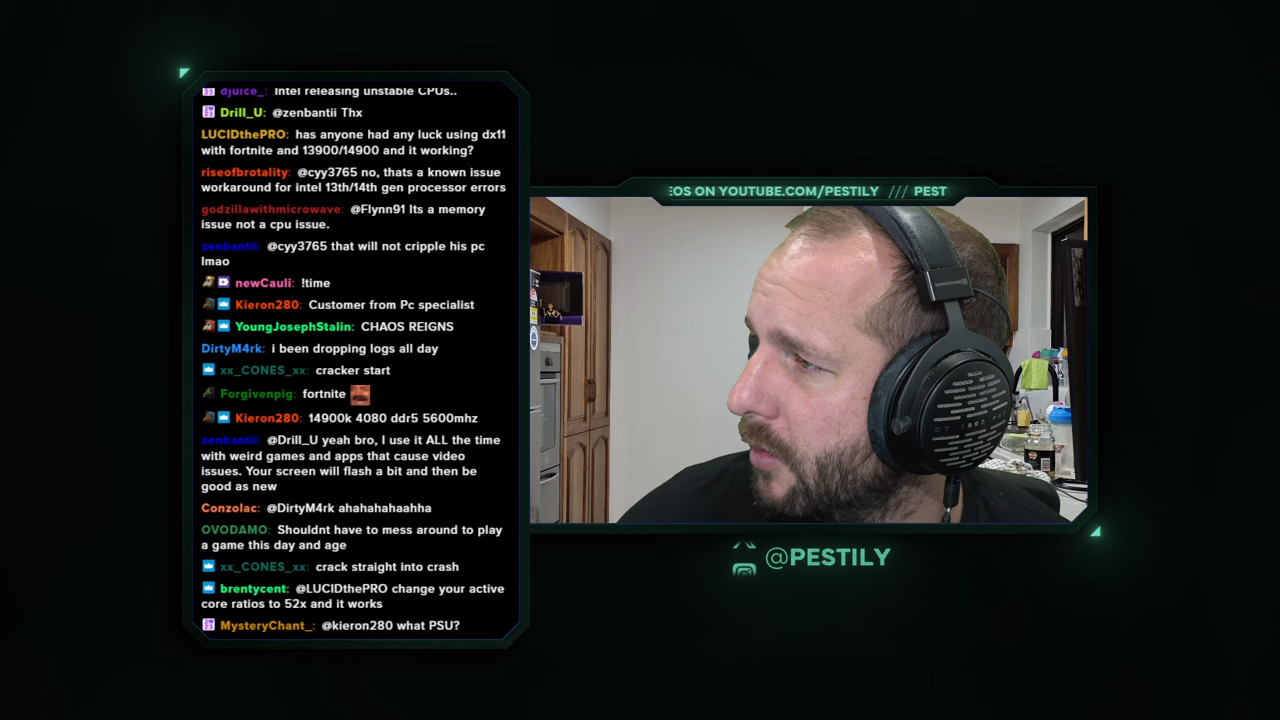 djuice_: Intel releasing unstable CPUs..
Drill_U: @zenbantii Thx
LUCIDthePRO: has anyone had any luck using dx11
with fortnite and 13900/14900 and it working?
riseofbrotality: @cyy3765 no, thats a known issue
workaround for intel 13th/14th gen processor errors
godzillawithmicrowave: @Flynn91 Its a memory
issue not a cpu issue.
zenbantii: @cyy3765 that will not cripple his pc
lmao
newCauli: !time
Kieron280: Customer from Pc specialist
YoungJosephStalin: CHAOS REIGNS
DirtyM4rk: i been dropping logs all day
xx_CONES_xx: cracker start
Forgivenpig: fortnite
Kieron280: 14900k 4080 ddr5 5600mhz
zenbantii: @Drill_U yeah bro, I use it ALL the time
with weird games and apps that cause video
issues. Your screen will flash a bit and then be
good as new
Conzolac: @DirtyM4rk ahahahahaahha
OVODAMO: Shouldnt have to mess around to play
a game this day and age
xx_CONES_xx: crack straight into crash
brentycent: @LUCIDthePRO change your active
core ratios to 52x and it works
MysteryChant_: @kieron280 what PSU?
EOS ON YOUTUBE.COM/PESTILY /// PEST
@PESTILY